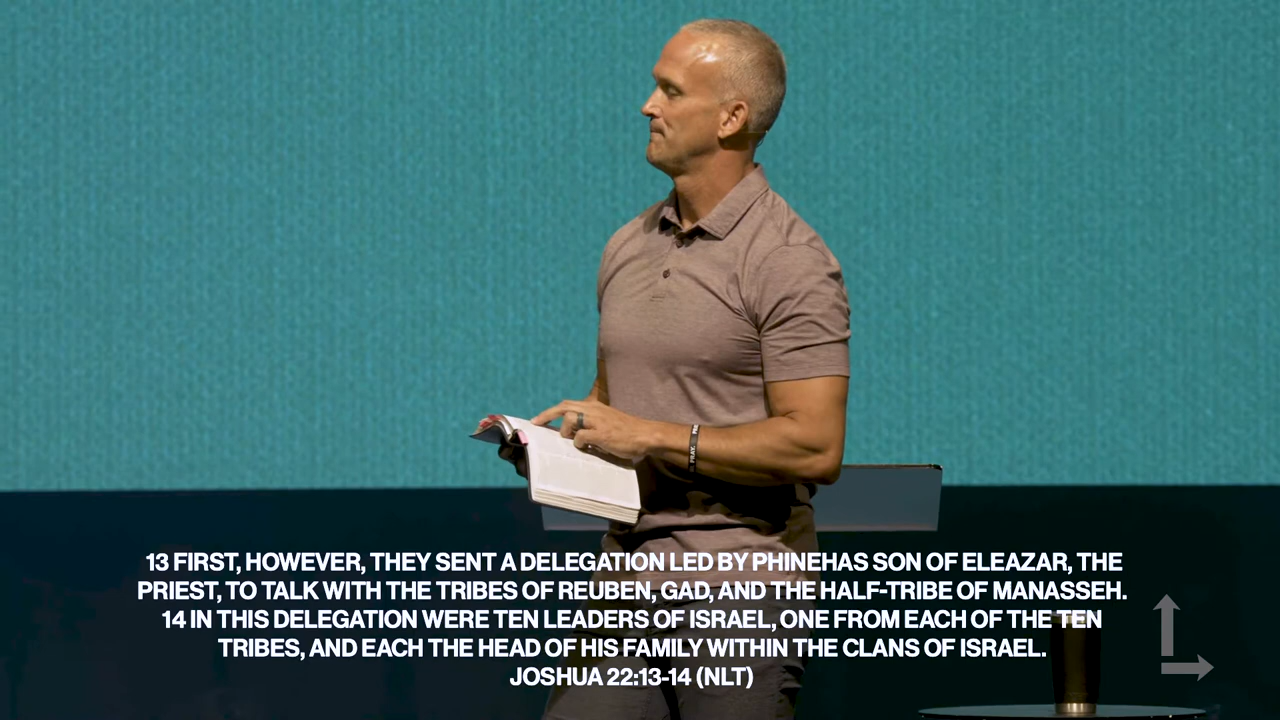 PRAY.
13 FIRST, HOWEVER, THEY SENT A DELEGATION LED BY PHINEHAS SON OF ELEAZAR, THE
PRIEST, TO TALK WITH THE TRIBES OF REUBEN, GAD, AND THE HALF-TRIBE OF MANASSEH.
14 IN THIS DELEGATION WERE TEN LEADERS OF ISRAEL, ONE FROM EACH OF THE TEN
TRIBES, AND EACH THE HEAD OF HIS FAMILY WITHIN THE CLANS OF ISRAEL.
JOSHUA 22:13-14 (NLT)